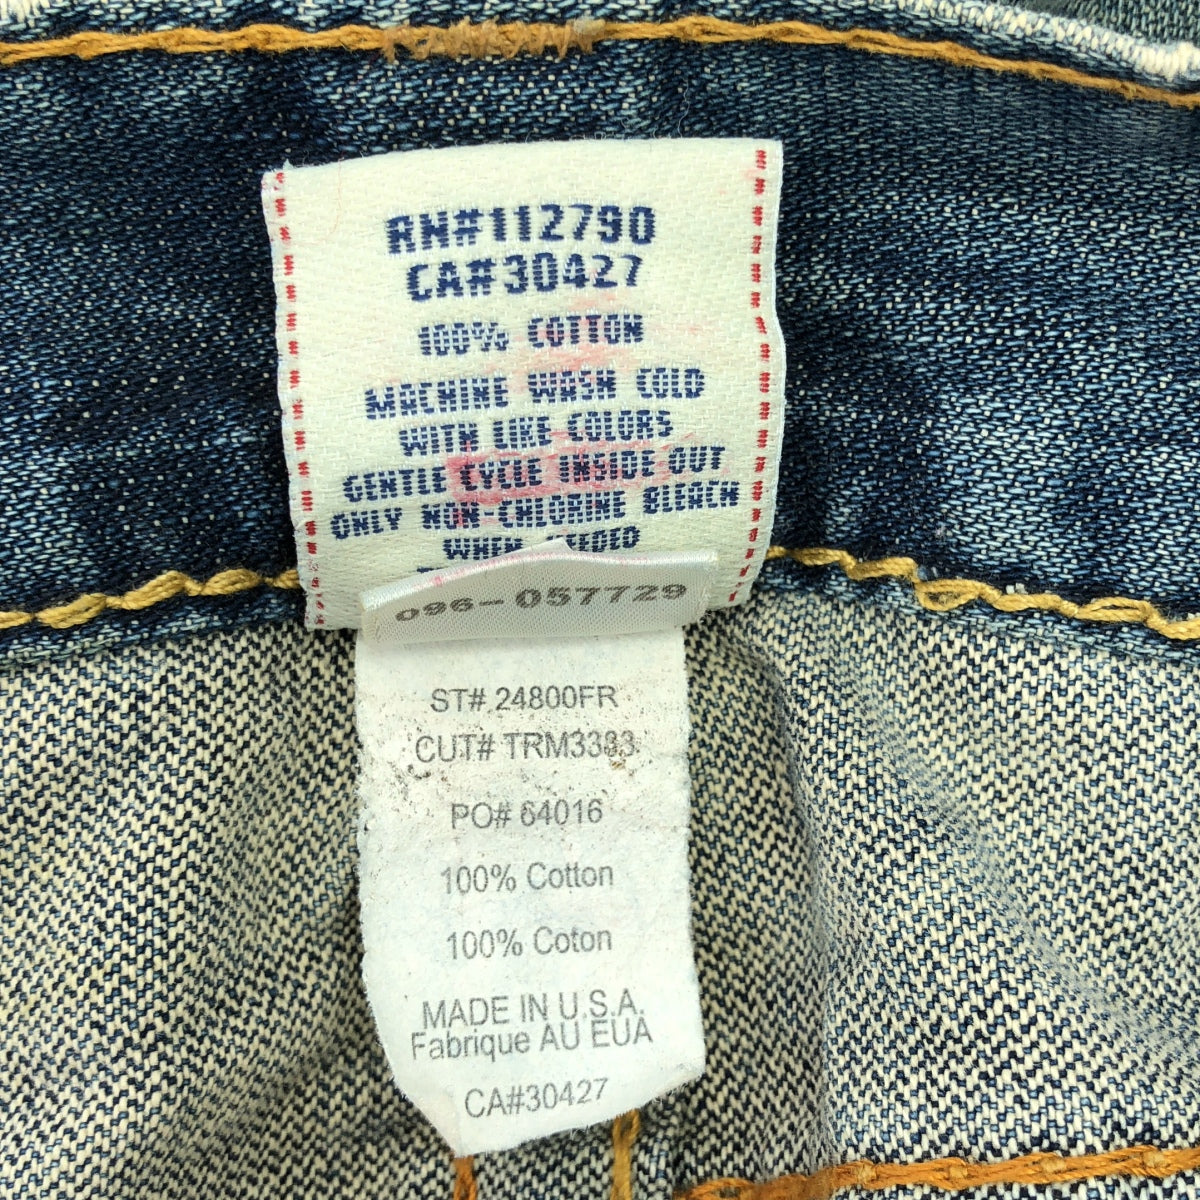 RN#112790
CA#30427
100% COTTON
MACHINE WASH COLD
WITH LIKE COLORS
GENTLE CYCLE INSIDE OUT
ONLY NON-CHLORINE BLEACH
WHEN NEEDED
096-057729
ST# 24800FR
CUT# TRM3383
PO# 64016
100% Cotton
100% Coton
MADE IN U.S.A.
Fabrique AU EUA
CA#30427